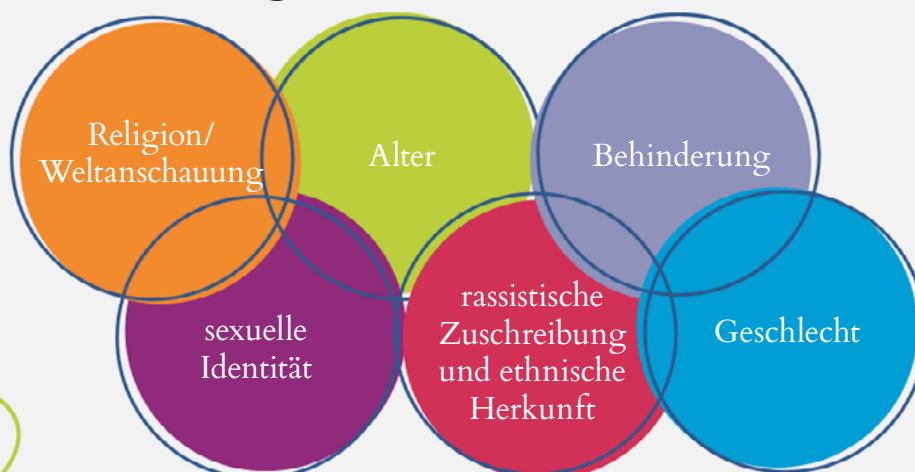 Religion/
Weltanschauung
Alter
Behinderung
sexuelle
Identität
rassistische
Zuschreibung
und ethnische
Herkunft
Geschlecht